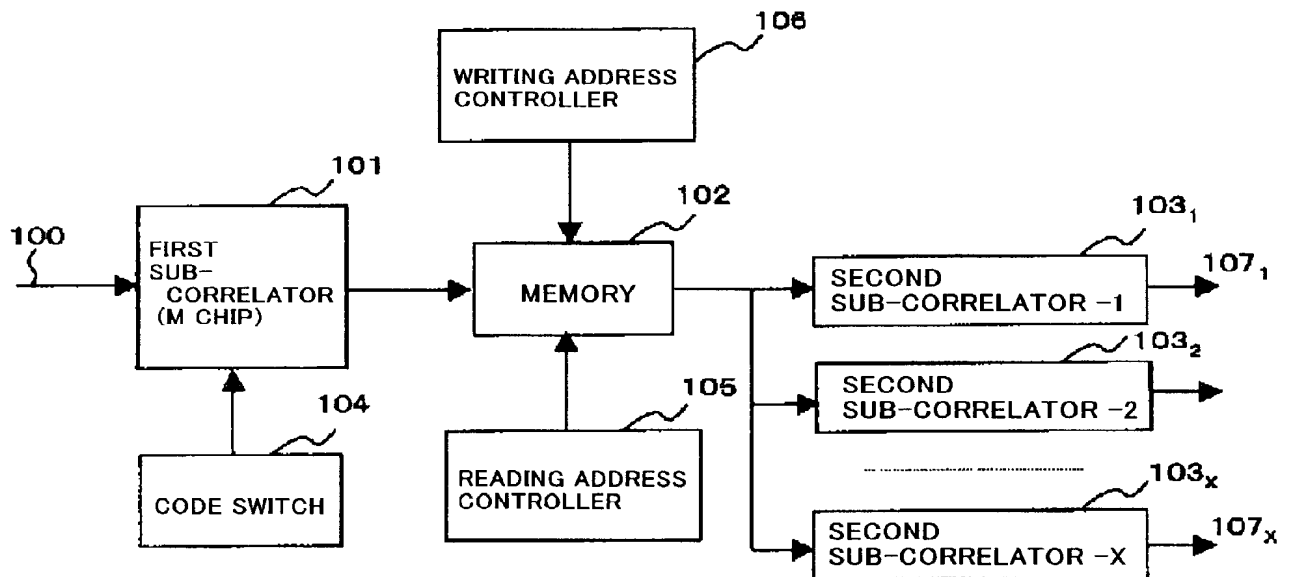 106
WRITING ADDRESS
CONTROLLER
101
102
103₁
100
FIRST
SUB-
CORRELATOR
(M CHIP)
MEMORY
SECOND
SUB-CORRELATOR -1
107₁
103₂
104
105
SECOND
SUB-CORRELATOR -2
CODE SWITCH
READING ADDRESS
CONTROLLER
103ₓ
SECOND
SUB-CORRELATOR -X
107ₓ